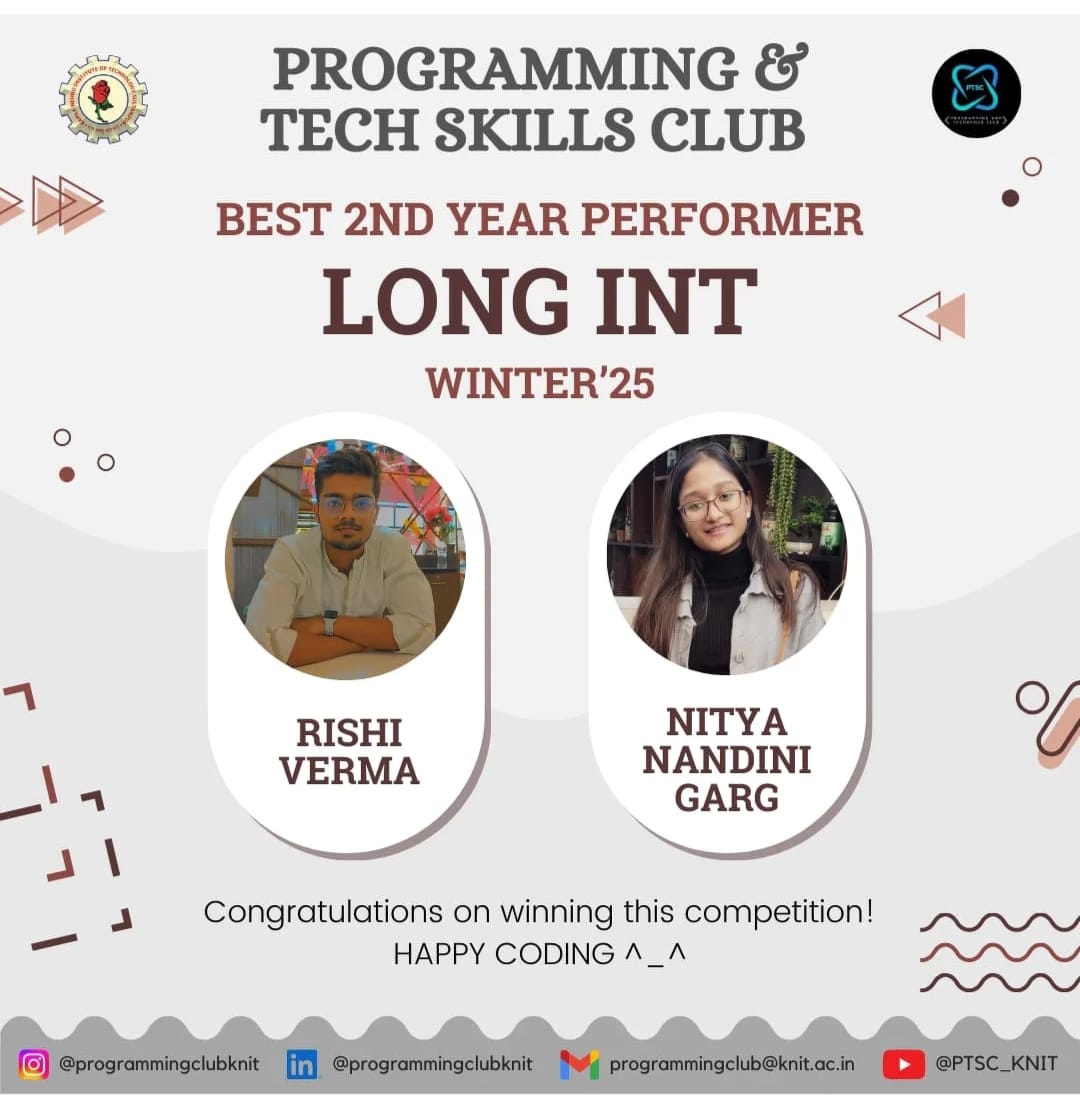 PROGRAMMING &
TECH SKILLS CLUB
PTSC
BEST 2ND YEAR PERFORMER
LONG INT
WINTER'25
RISHI
VERMA
NITYA
NANDINI
GARG
Congratulations on winning this competition!
HAPPY CODING ^_^
@programmingclubknit
@programmingclubknit
programmingclub@knit.ac.in
@PTSC_KNIT